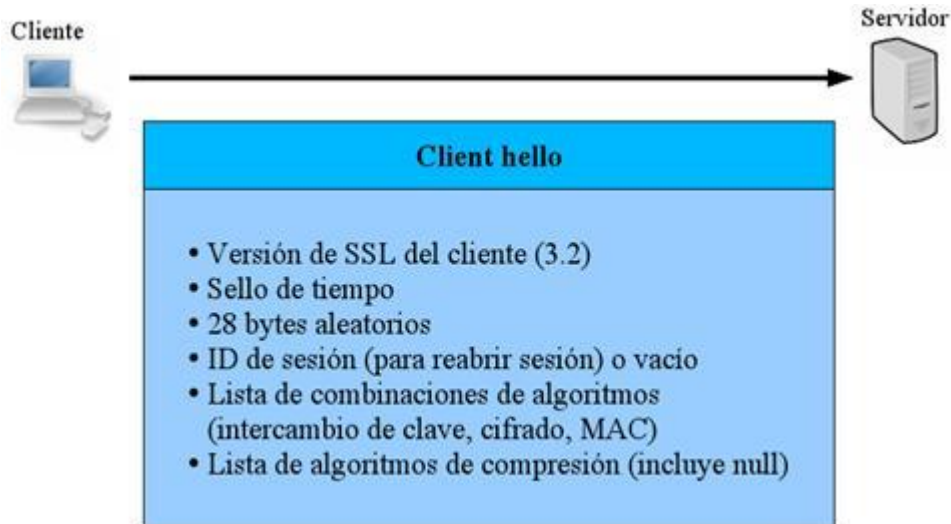 Cliente
Servidor
Client hello
• Versión de SSL del cliente (3.2)
• Sello de tiempo
• 28 bytes aleatorios
• ID de sesión (para reabrir sesión) o vacío
• Lista de combinaciones de algoritmos
(intercambio de clave, cifrado, MAC)
• Lista de algoritmos de compresión (incluye null)